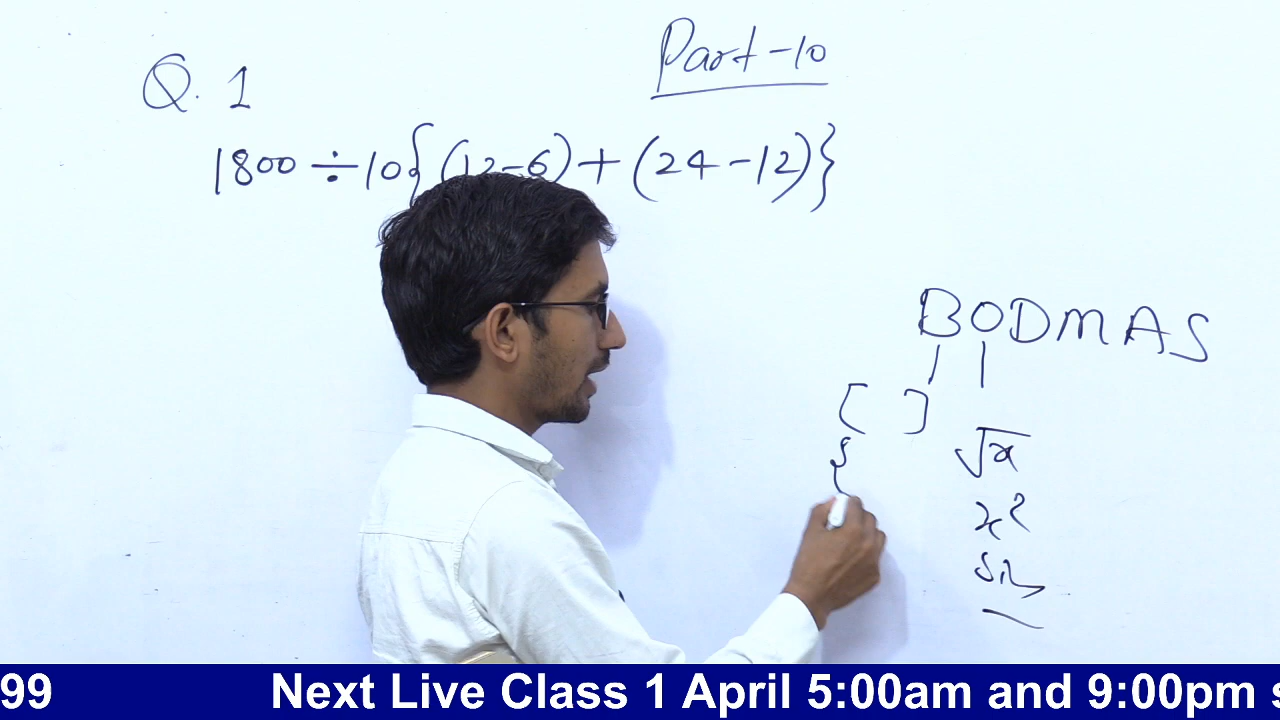 Part-10
Q. 1
1800 ÷ 10{(12-6)+(24-12)}
BODMAS
[ ]
{
√x
x²
Sin
99 Next Live Class 1 April 5:00am and 9:00pm s